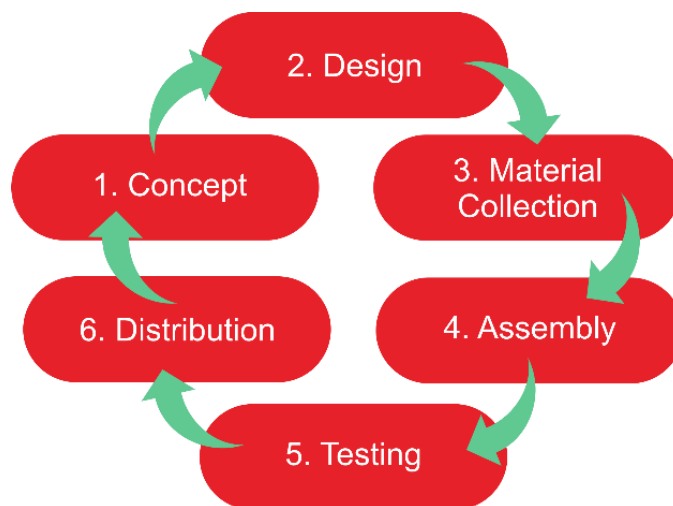 1. Concept
2. Design
3. Material
Collection
4. Assembly
5. Testing
6. Distribution